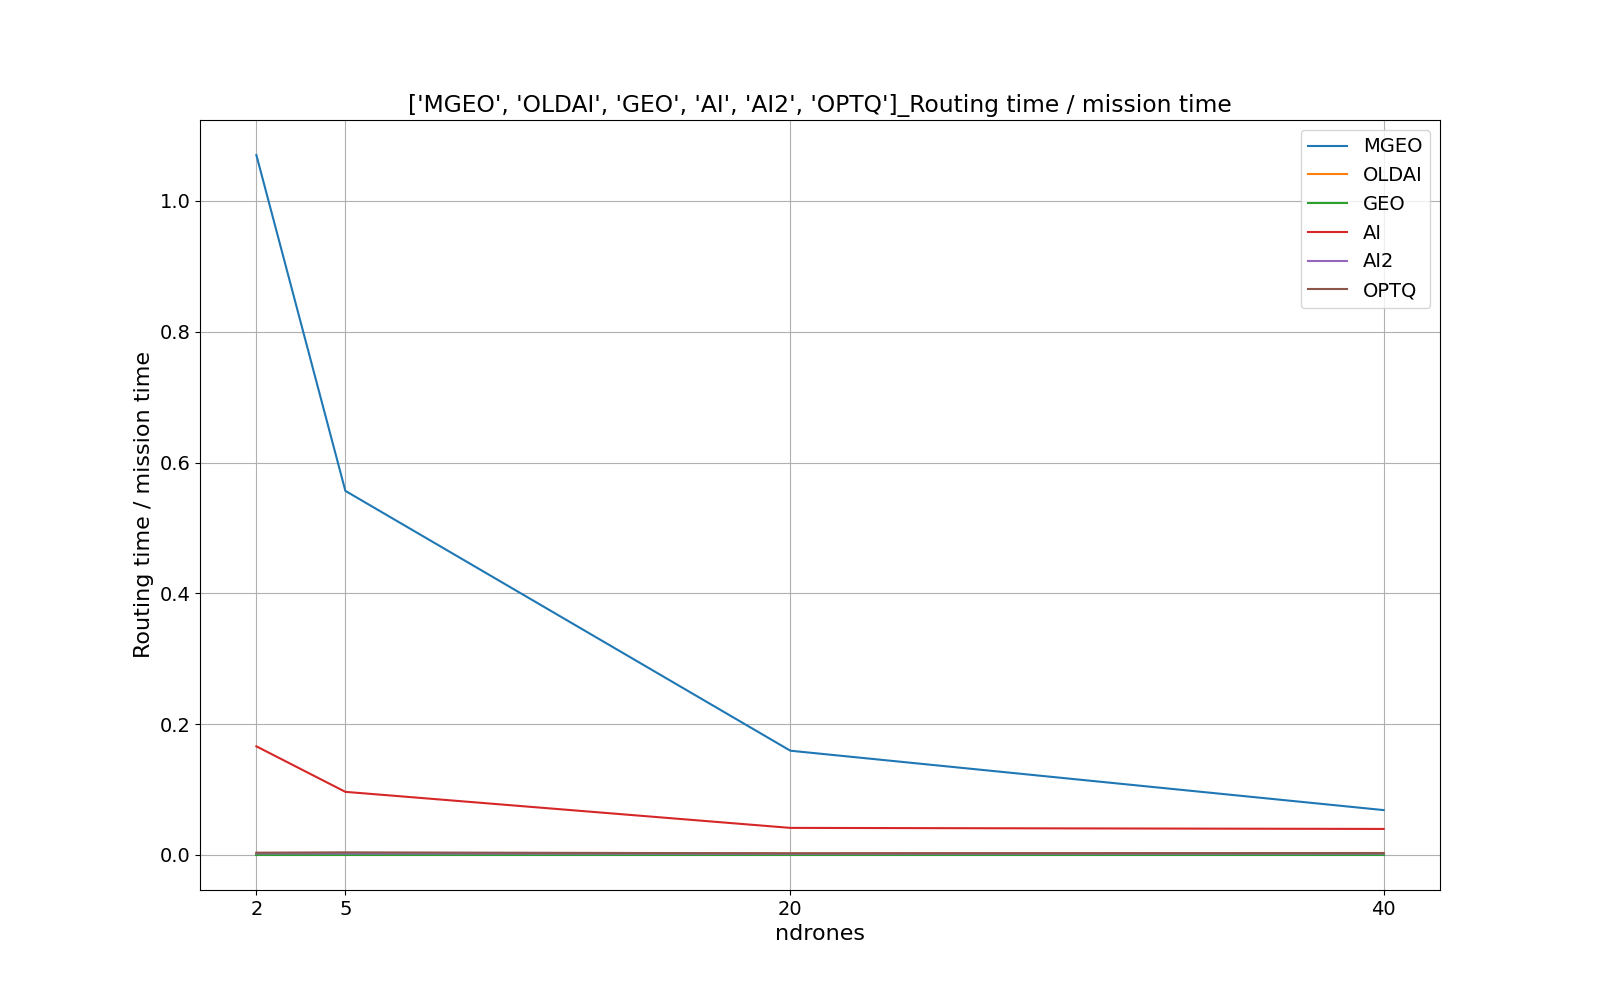 ['MGEO', 'OLDAI', 'GEO', 'AI', 'AI2', 'OPTQ']_Routing time / mission time
MGEO
OLDAI
GEO
AI
AI2
OPTQ
Routing time / mission time
1.0
0.8
0.6
0.4
0.2
0.0
2 5 20 40
ndrones